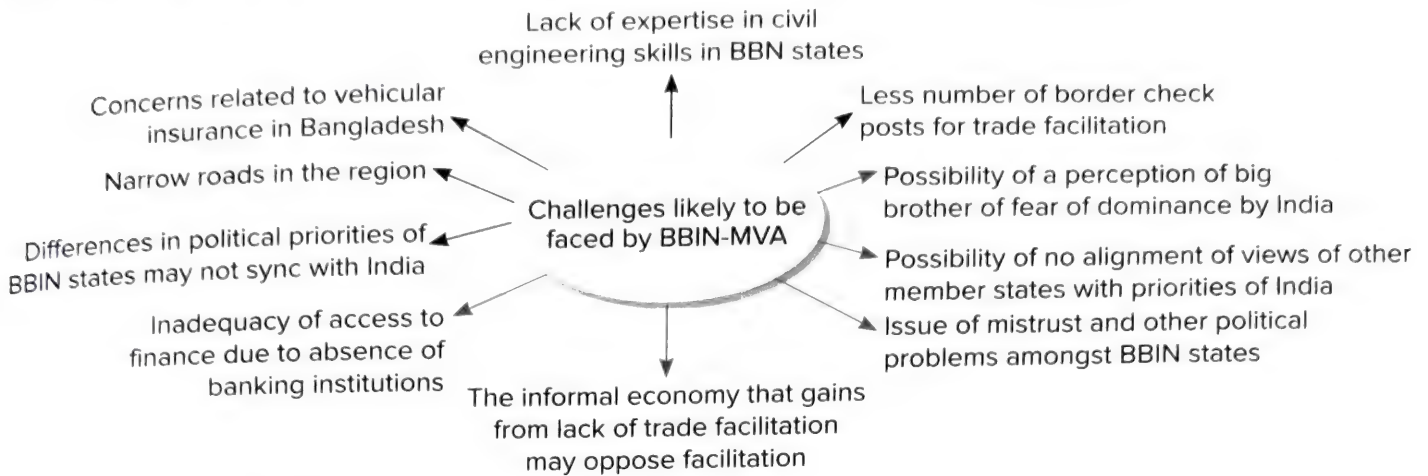 Lack of expertise in civil
engineering skills in BBN states
Concerns related to vehicular
insurance in Bangladesh
Less number of border check
posts for trade facilitation
Narrow roads in the region
Possibility of a perception of big
brother of fear of dominance by India
Challenges likely to be
faced by BBIN-MVA
Differences in political priorities of
BBIN states may not sync with India
Possibility of no alignment of views of other
member states with priorities of India
Inadequacy of access to
finance due to absence of
banking institutions
Issue of mistrust and other political
problems amongst BBIN states
The informal economy that gains
from lack of trade facilitation
may oppose facilitation